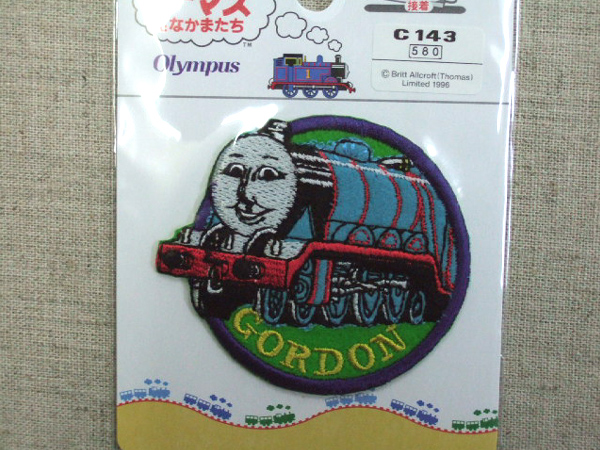 マス
なかまたち
TM
Olympus
接着
C 143
580
© Britt Allcroft (Thomas)
Limited 1996
GORDON